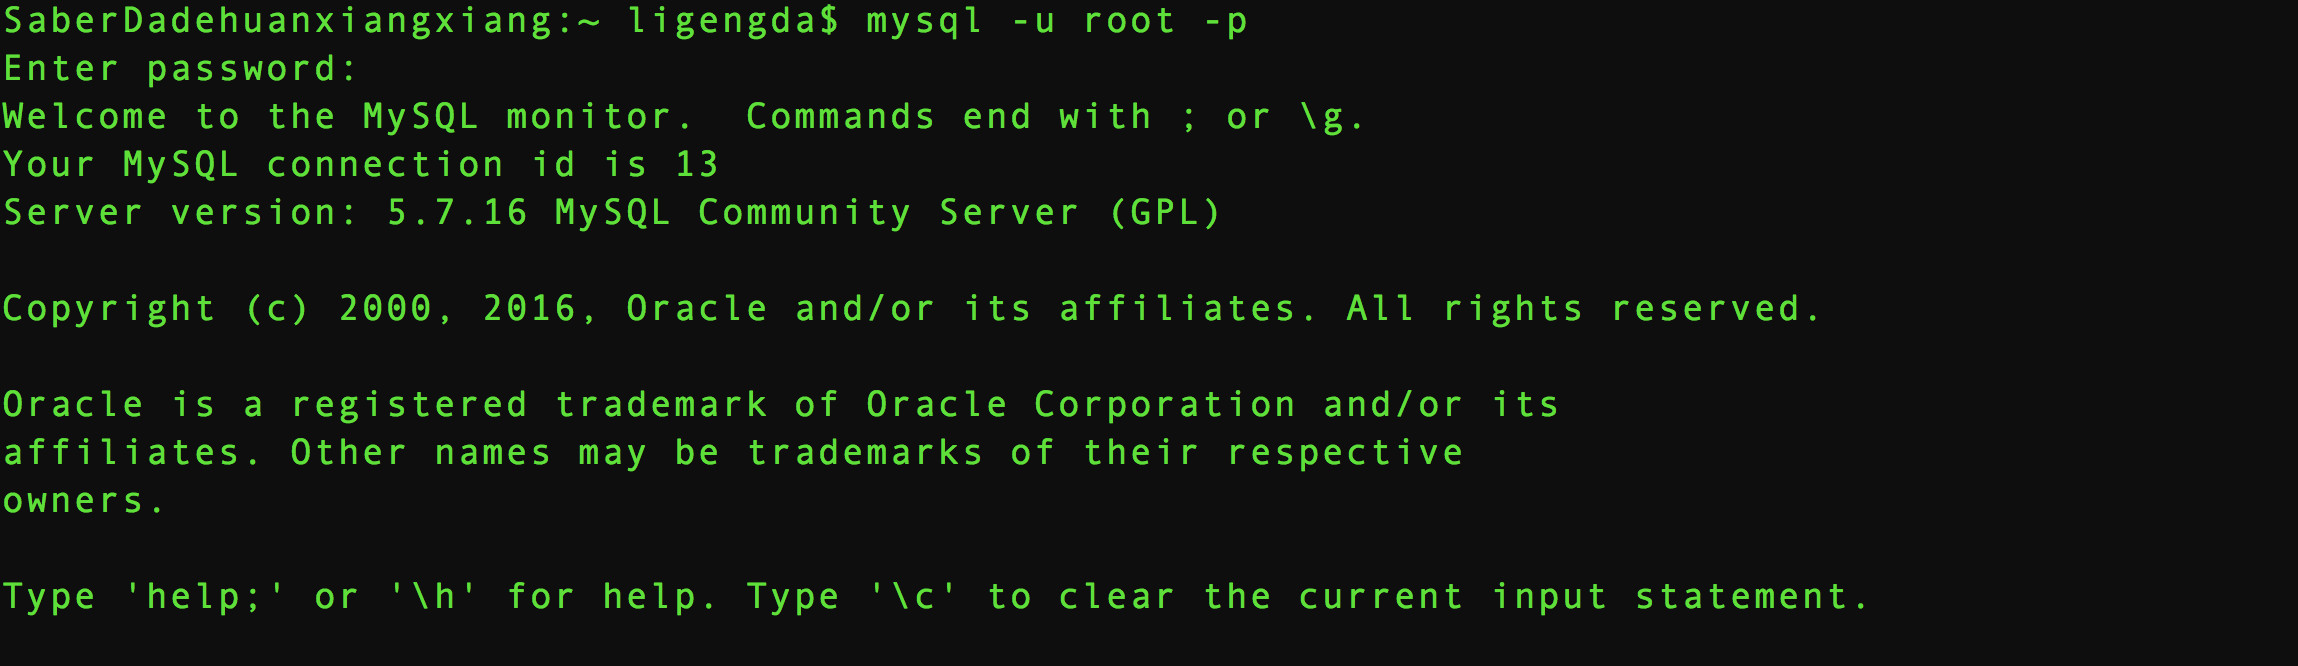 SaberDadehuanxiangxiang:~ ligengda$ mysql -u root -p
Enter password:
Welcome to the MySQL monitor.  Commands end with ; or \g.
Your MySQL connection id is 13
Server version: 5.7.16 MySQL Community Server (GPL)
Copyright (c) 2000, 2016, Oracle and/or its affiliates. All rights reserved.
Oracle is a registered trademark of Oracle Corporation and/or its
affiliates. Other names may be trademarks of their respective
owners.
Type 'help;' or '\h' for help. Type '\c' to clear the current input statement.